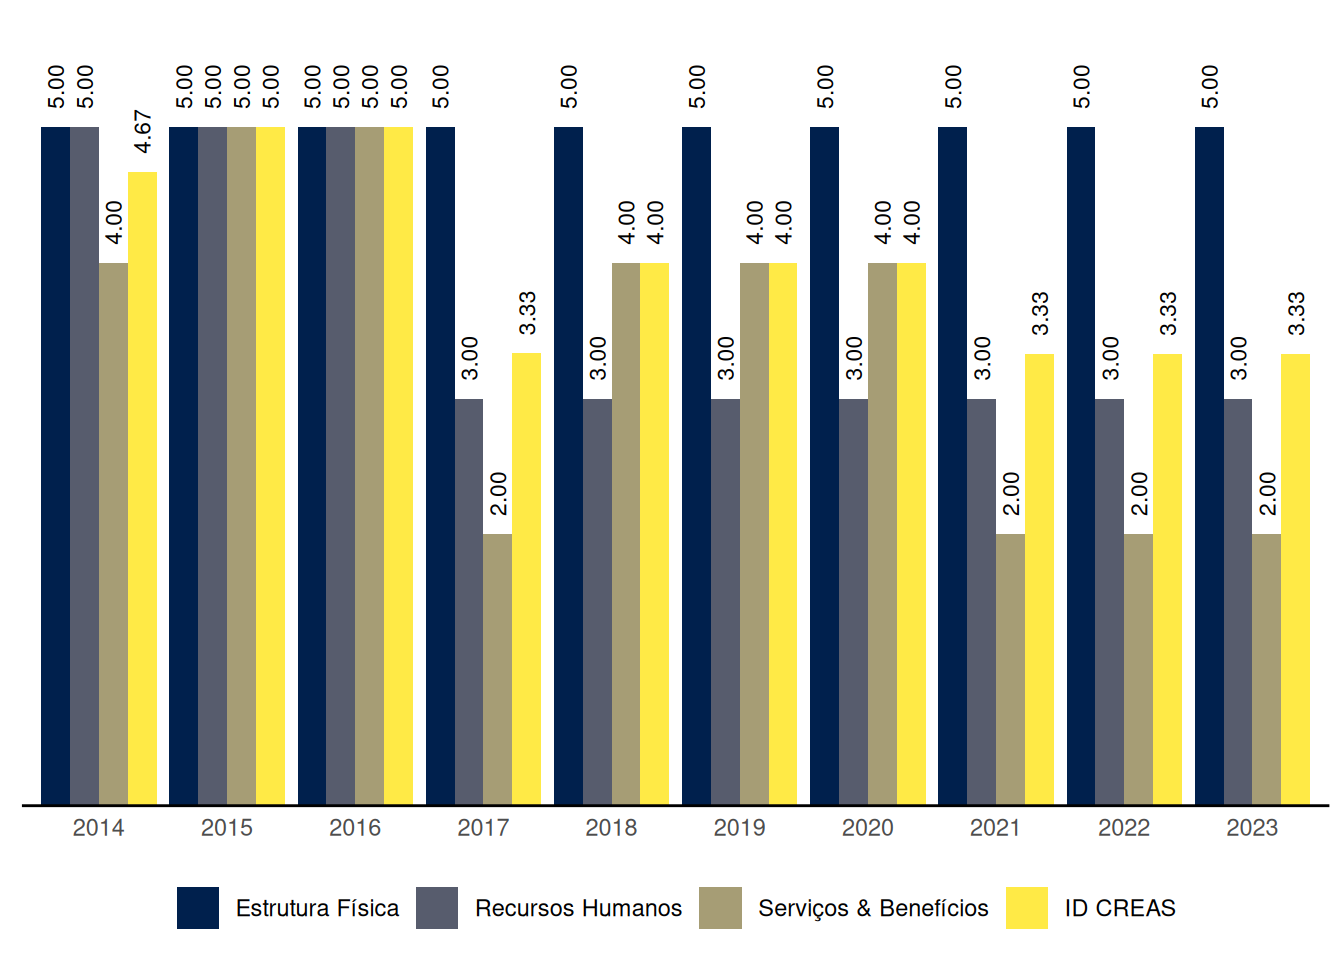 5.00 5.00 4.00 4.67 5.00 5.00 5.00 5.00 5.00 5.00 5.00 5.00 5.00 3.00 2.00 3.33 5.00 3.00 4.00 4.00 5.00 3.00 4.00 4.00 5.00 3.00 4.00 4.00 5.00 3.00 2.00 3.33 5.00 3.00 2.00 3.33 5.00 3.00 2.00 3.33
2014 2015 2016 2017 2018 2019 2020 2021 2022 2023
Estrutura Física Recursos Humanos Serviços & Benefícios ID CREAS